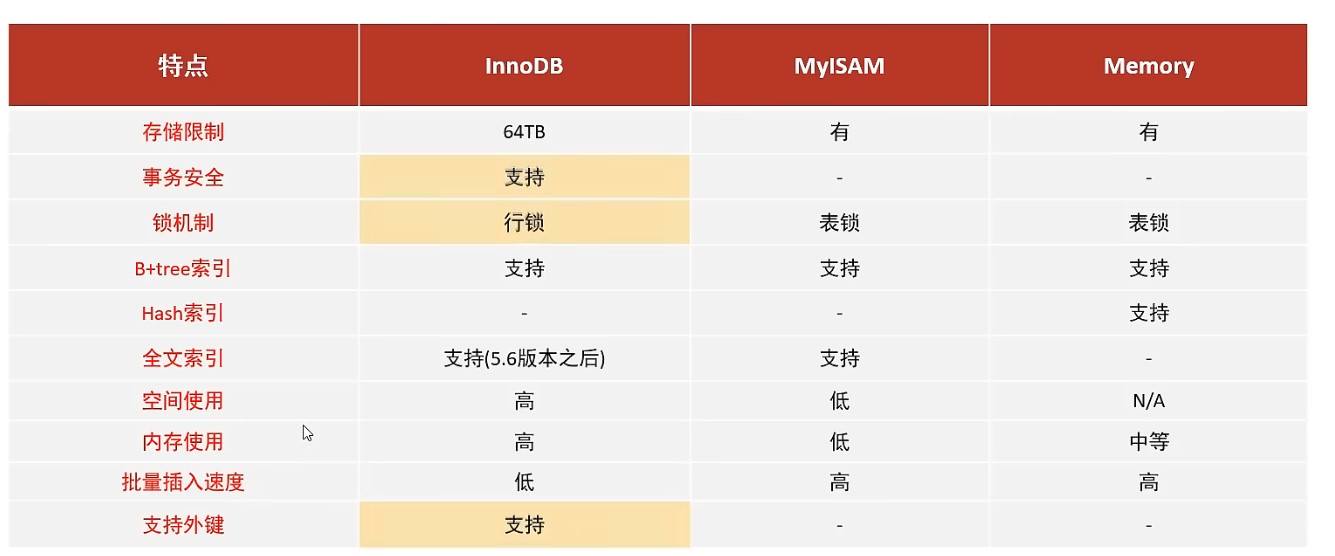 特点 InnoDB MyISAM Memory
存储限制 64TB 有 有
事务安全 支持 - -
锁机制 行锁 表锁 表锁
B+tree索引 支持 支持 支持
Hash索引 - - 支持
全文索引 支持(5.6版本之后) 支持 -
空间使用 高 低 N/A
内存使用 高 低 中等
批量插入速度 低 高 高
支持外键 支持 - -